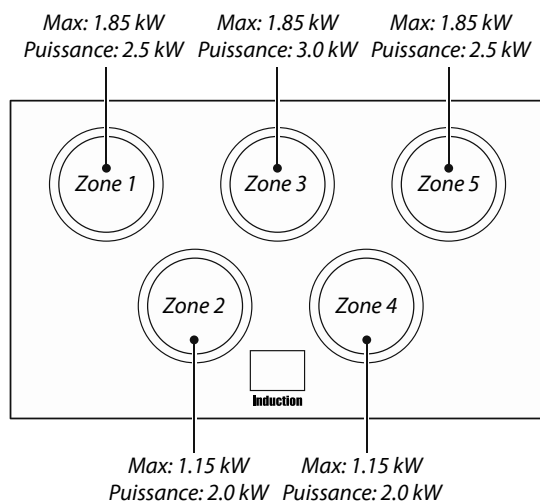 Max: 1.85 kW Max: 1.85 kW Max: 1.85 kW
Puissance: 2.5 kW Puissance: 3.0 kW Puissance: 2.5 kW
Zone 1 Zone 3 Zone 5
Zone 2 Zone 4
Induction
Max: 1.15 kW Max: 1.15 kW
Puissance: 2.0 kW Puissance: 2.0 kW